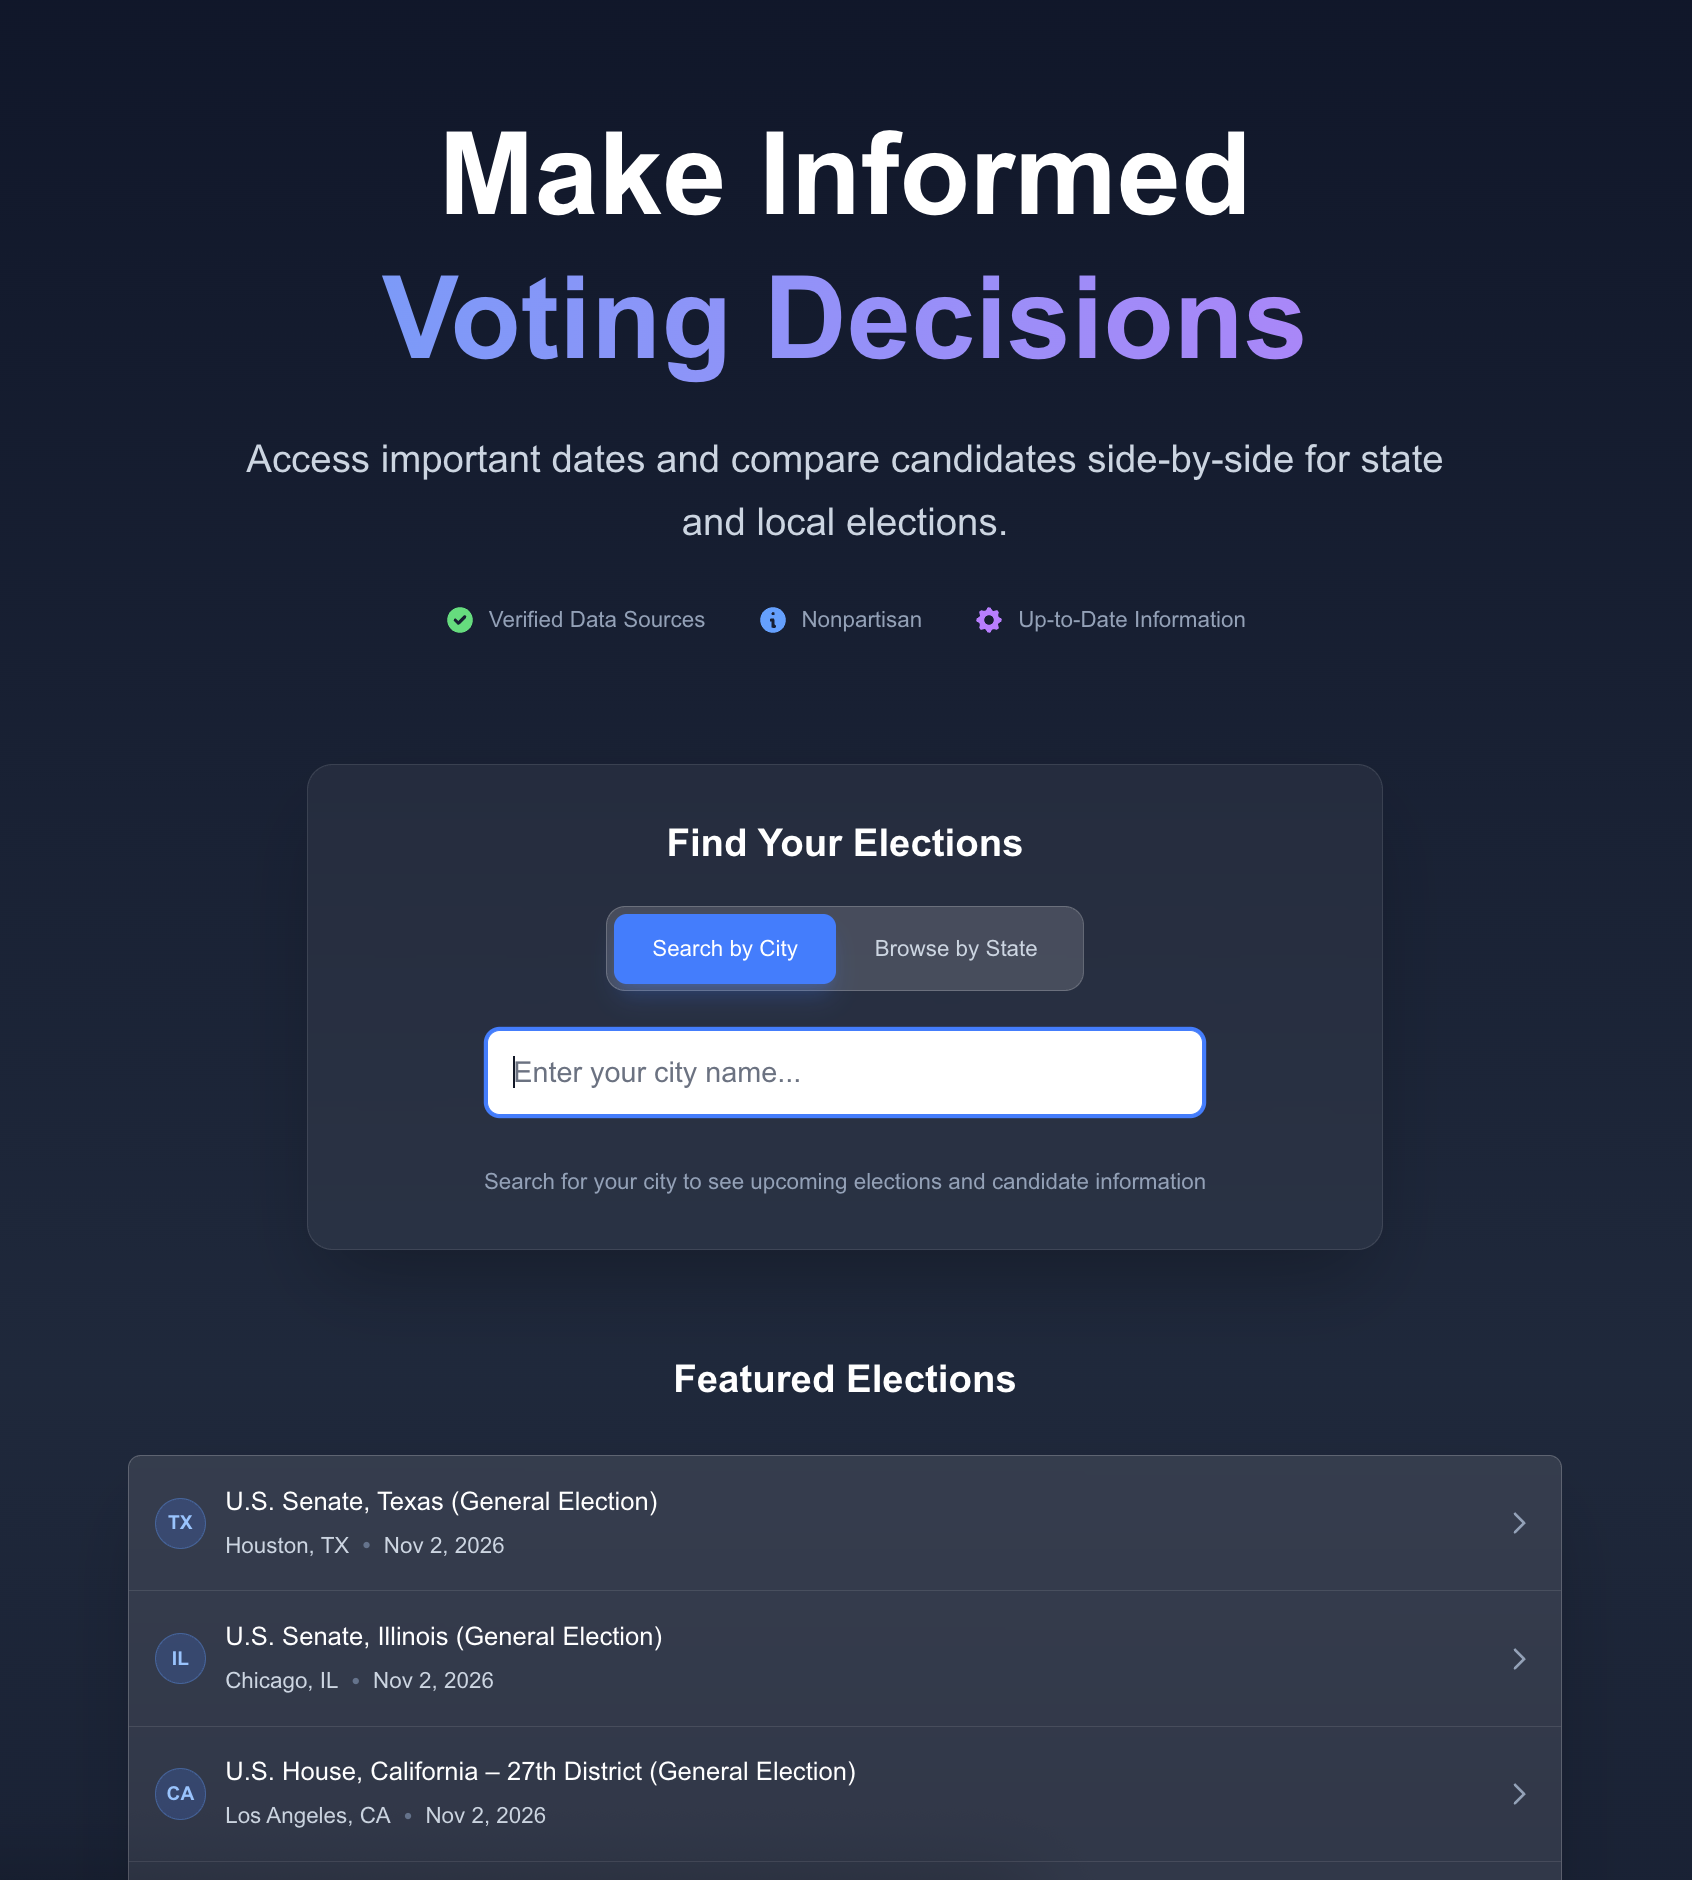 Make Informed
Voting Decisions
Access important dates and compare candidates side-by-side for state
and local elections.
Verified Data Sources
Nonpartisan
Up-to-Date Information
Find Your Elections
Search by City
Browse by State
Enter your city name...
Search for your city to see upcoming elections and candidate information
Featured Elections
TX
U.S. Senate, Texas (General Election)
Houston, TX • Nov 2, 2026
IL
U.S. Senate, Illinois (General Election)
Chicago, IL • Nov 2, 2026
CA
U.S. House, California – 27th District (General Election)
Los Angeles, CA • Nov 2, 2026